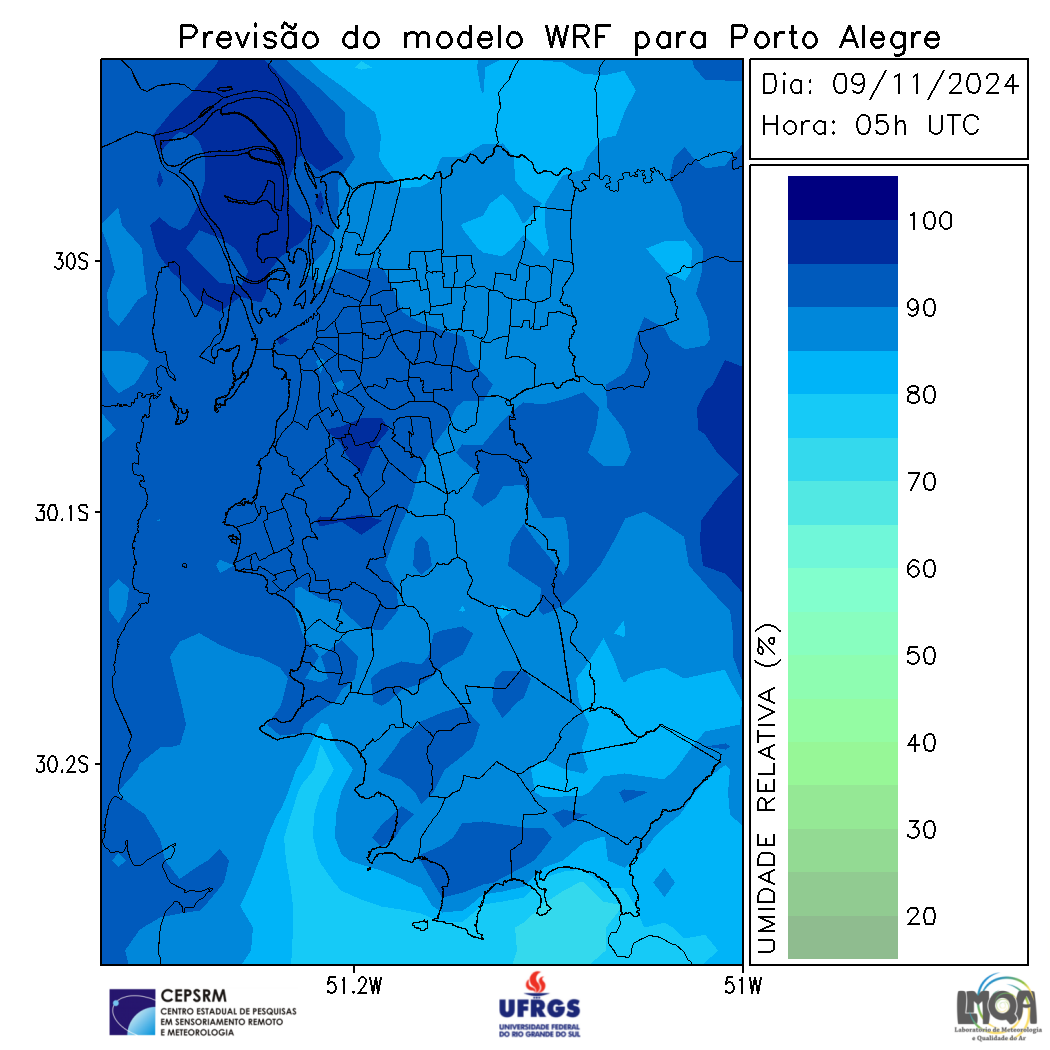 Previsão do modelo WRF para Porto Alegre
Dia: 09/11/2024
Hora: 05h UTC
100
90
80
70
60
50
40
30
20
UMIDADE RELATIVA (%)
30S
30.1S
30.2S
51.2W
51W
CEPSRM
CENTRO ESTADUAL DE PESQUISAS
EM SENSORIAMENTO REMOTO
E METEOROLOGIA
UFRGS
UNIVERSIDADE FEDERAL
DO RIO GRANDE DO SUL
LMQA
Laboratório de Meteorologia
e Qualidade do Ar